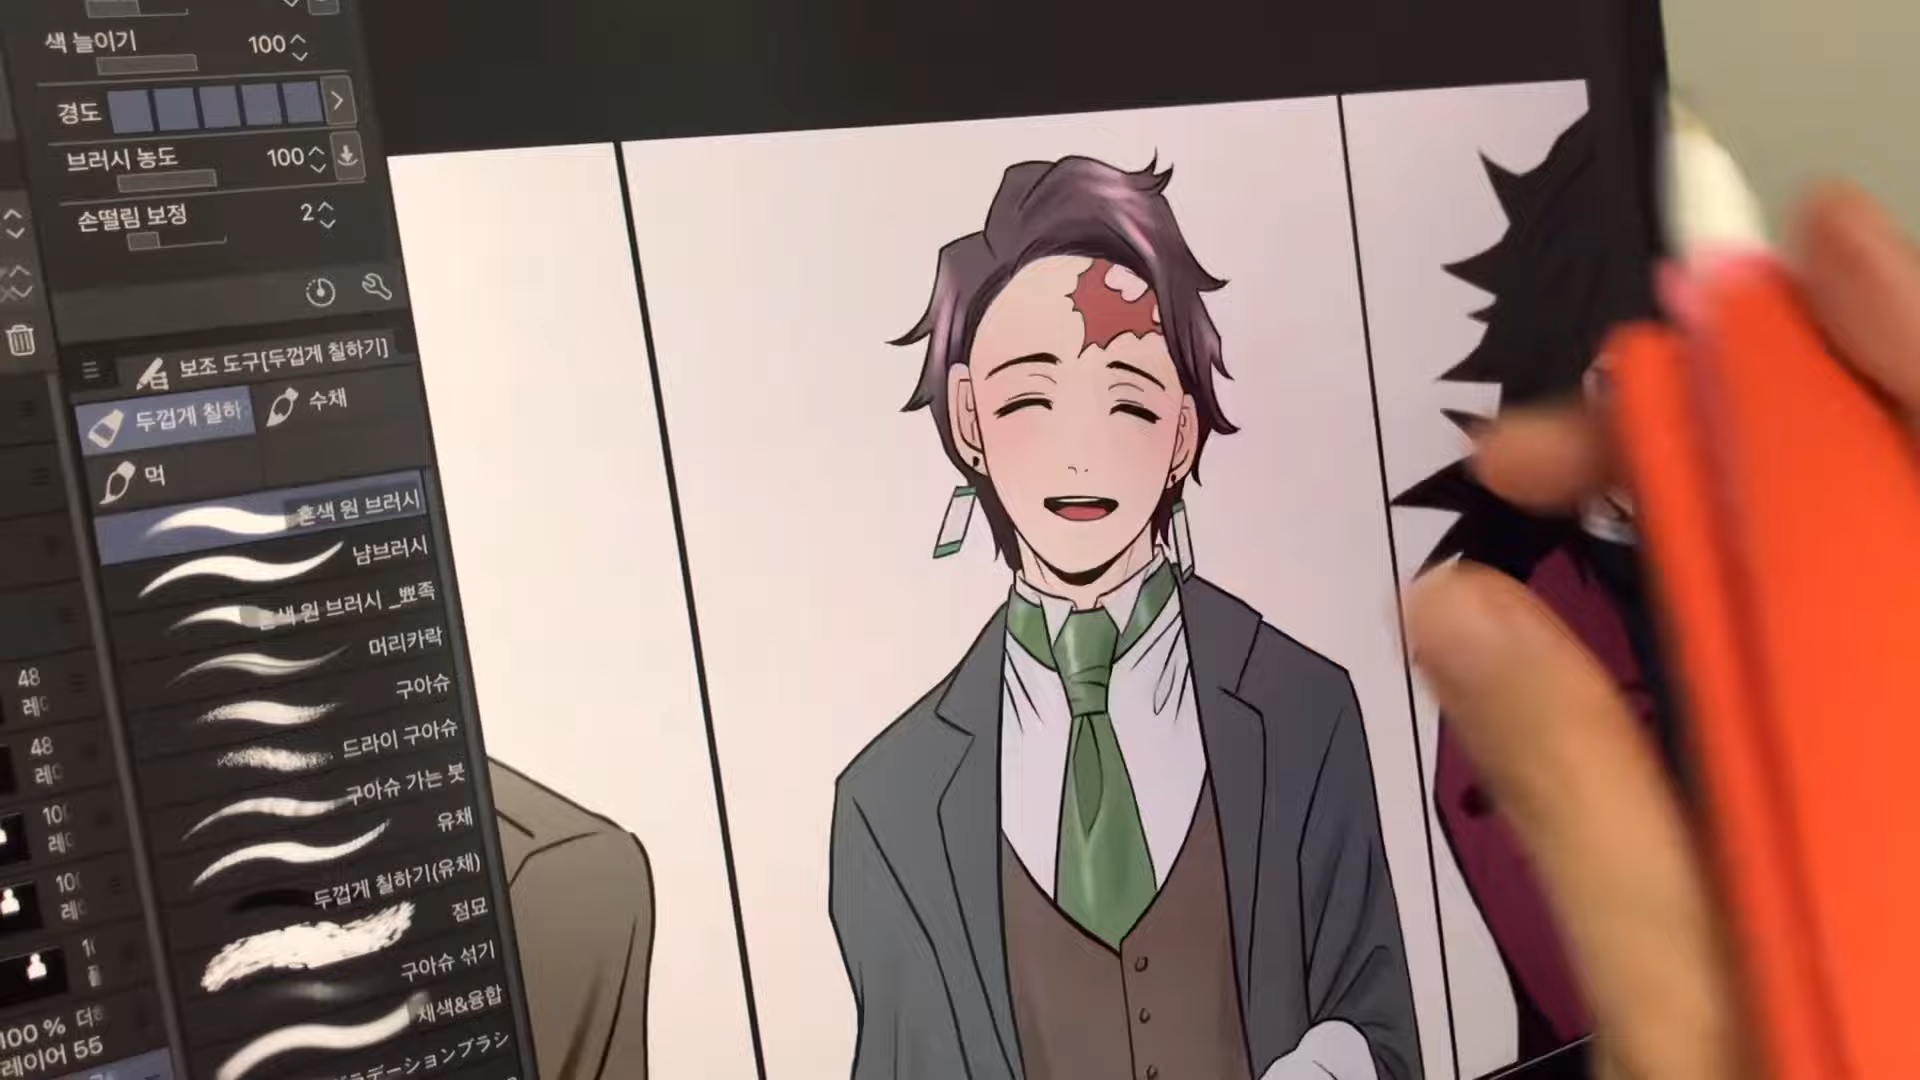 색 늘이기 100
경도
브러시 농도 100
손떨림 보정 2
보조 도구[두껍게 칠하기]
두껍게 칠하
수채
먹
혼색 원 브러시
냠브러시
색 원 브러시 _뾰족
머리카락
구아슈
드라이 구아슈
구아슈 가는 붓
유채
두껍게 칠하기(유채)
점묘
구아슈 섞기
채색&융합
デーションブラシ
48
레
48
레
10
레
10
레
100 % 더
레이어 55